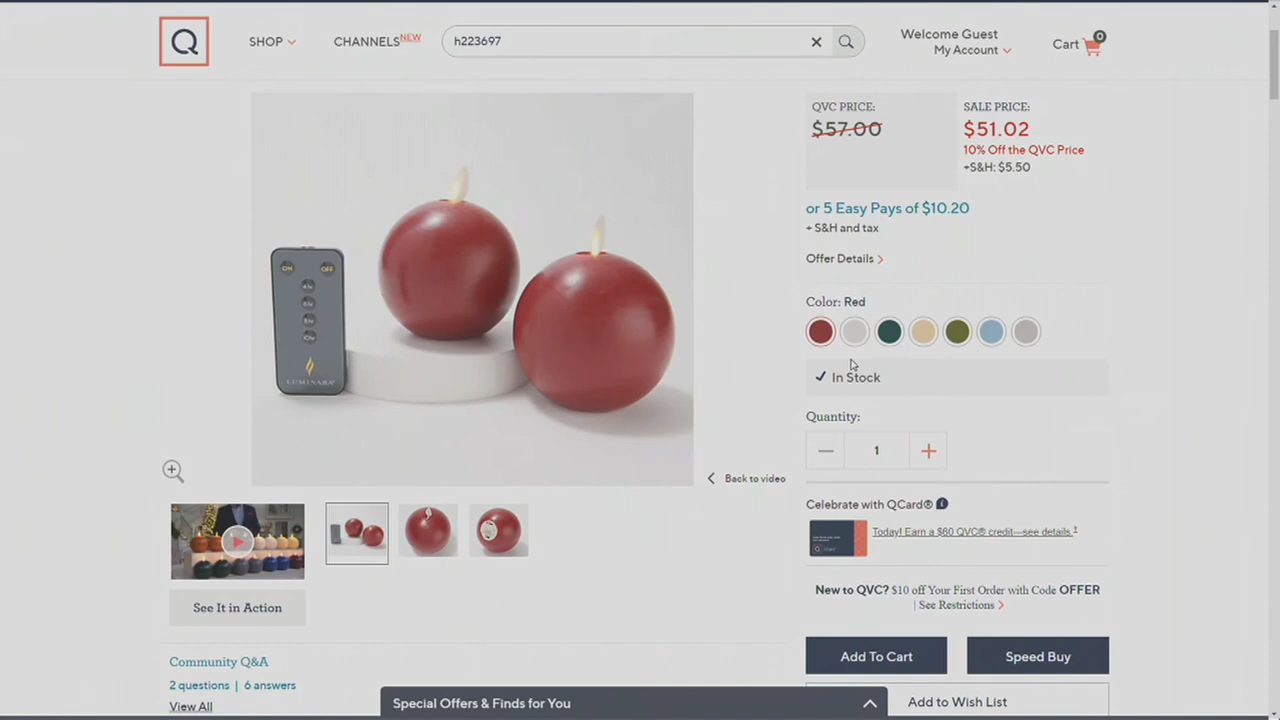 Q
SHOP
CHANNELS NEW
h223697
Welcome Guest
My Account
Cart
0
QVC PRICE:
$57.00
SALE PRICE:
$51.02
10% Off the QVC Price
+S&H: $5.50
or 5 Easy Pays of $10.20
+ S&H and tax
Offer Details
Color: Red
In Stock
Quantity:
1
ON
OFF
LUMINARA
Back to video
Celebrate with QCard®
Today! Earn a $60 QVC® credit—see details.‡
New to QVC? $10 off Your First Order with Code OFFER
| See Restrictions
See It in Action
Add To Cart
Speed Buy
Community Q&A
2 questions | 6 answers
View All
Special Offers & Finds for You
Add to Wish List